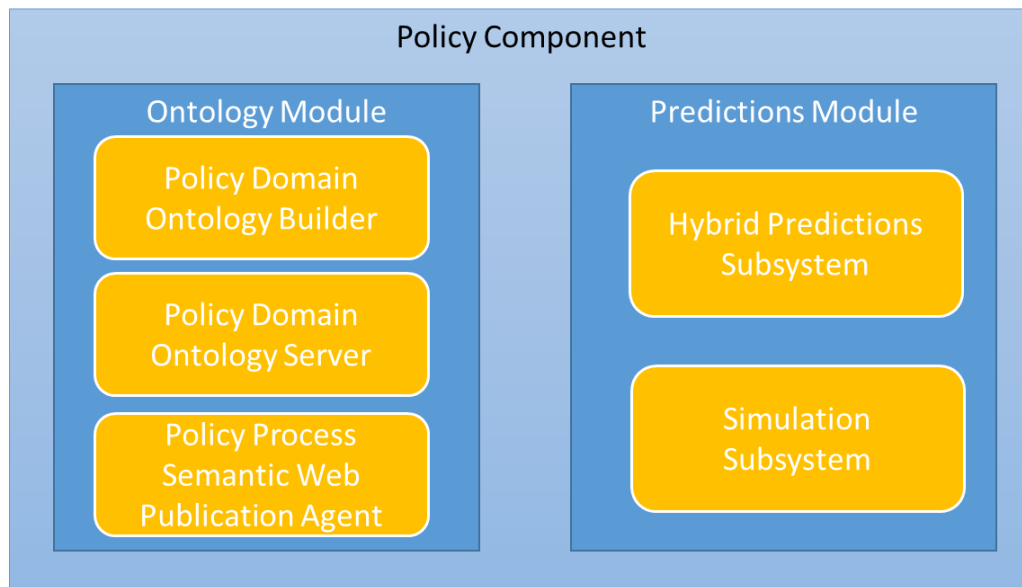 Policy Component
Ontology Module
Policy Domain
Ontology Builder
Policy Domain
Ontology Server
Policy Process
Semantic Web
Publication Agent
Predictions Module
Hybrid Predictions
Subsystem
Simulation
Subsystem